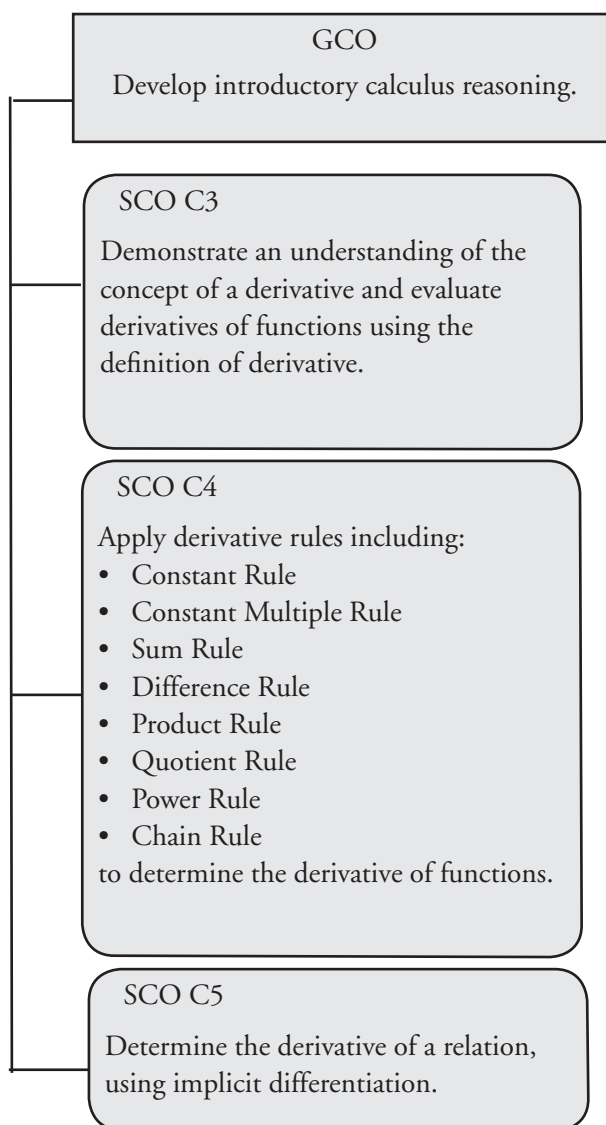 GCO
Develop introductory calculus reasoning.
SCO C3
Demonstrate an understanding of the
concept of a derivative and evaluate
derivatives of functions using the
definition of derivative.
SCO C4
Apply derivative rules including:
• Constant Rule
• Constant Multiple Rule
• Sum Rule
• Difference Rule
• Product Rule
• Quotient Rule
• Power Rule
• Chain Rule
to determine the derivative of functions.
SCO C5
Determine the derivative of a relation,
using implicit differentiation.